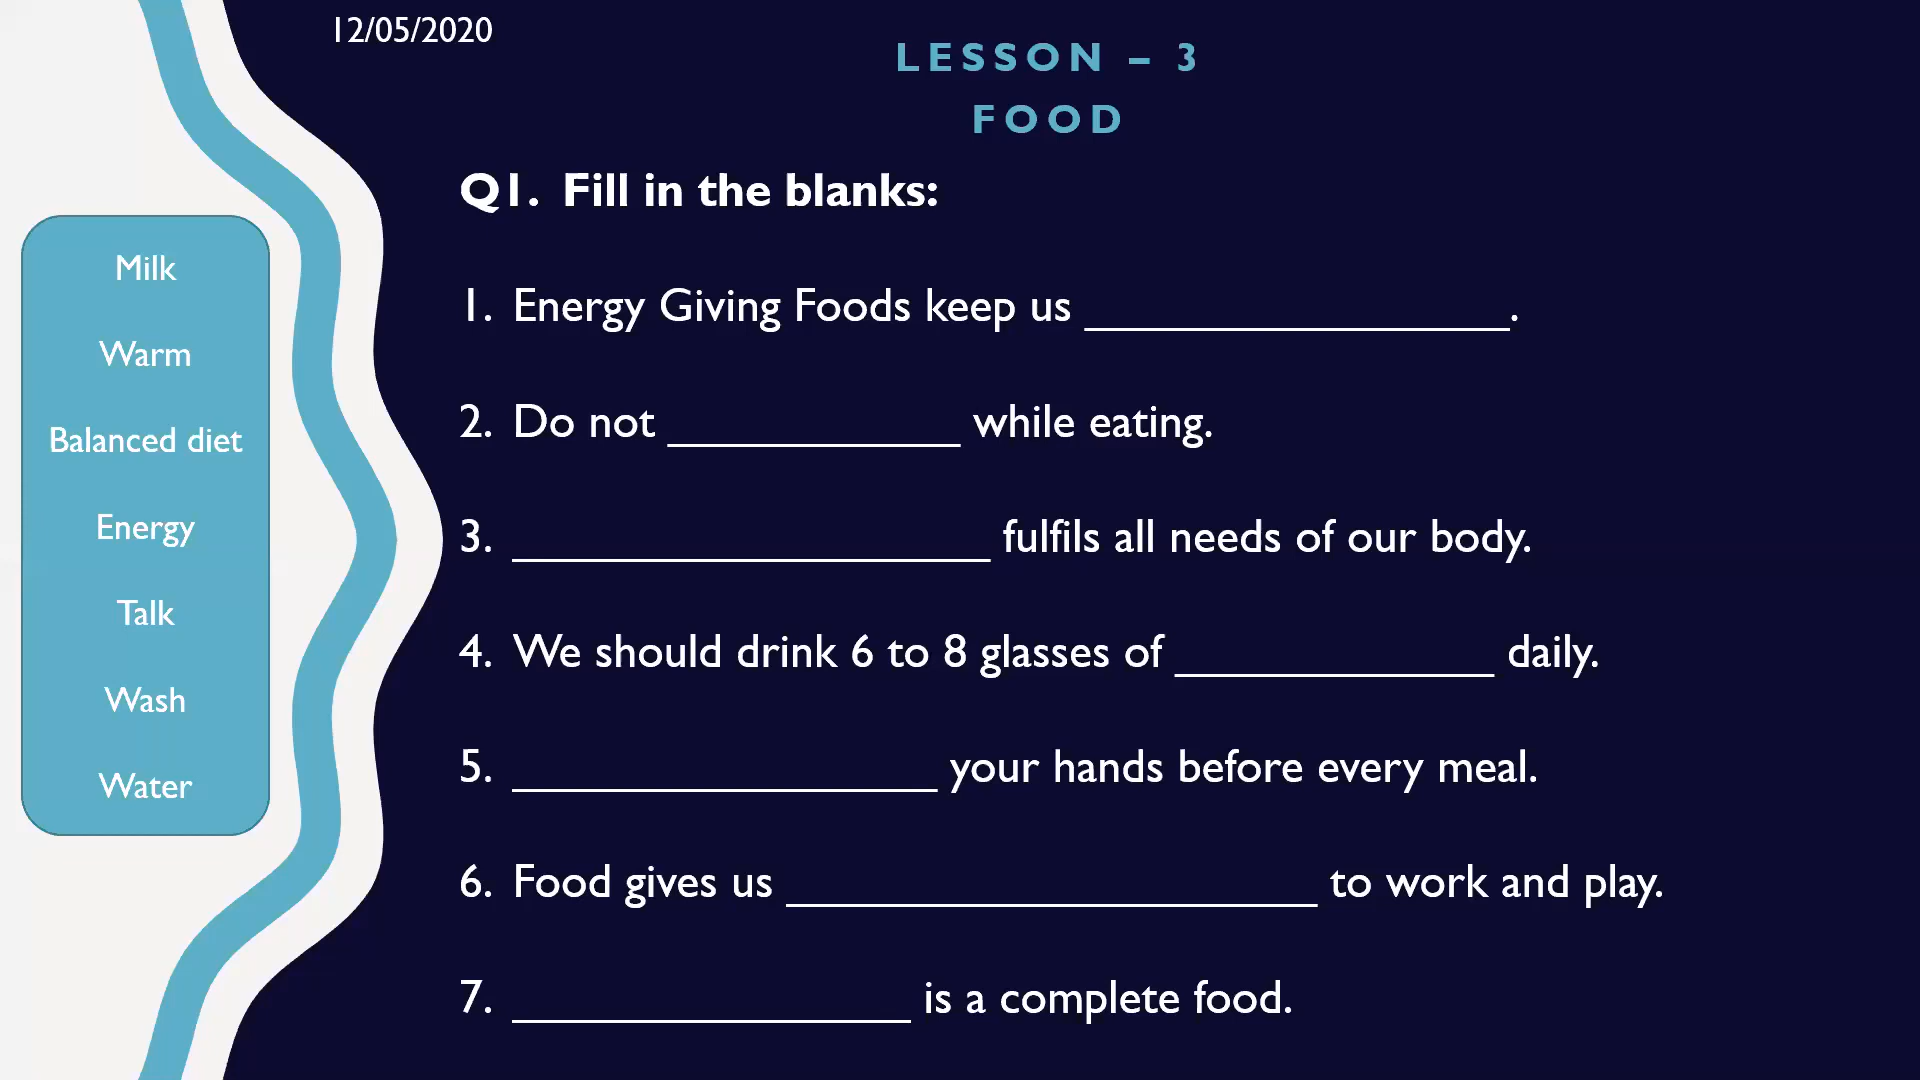 12/05/2020
LESSON – 3
FOOD
Q1. Fill in the blanks:
Milk
Warm
Balanced diet
Energy
Talk
Wash
Water
1. Energy Giving Foods keep us ________________.
2. Do not ___________ while eating.
3. __________________ fulfils all needs of our body.
4. We should drink 6 to 8 glasses of ____________ daily.
5. ________________ your hands before every meal.
6. Food gives us ____________________ to work and play.
7. _______________ is a complete food.